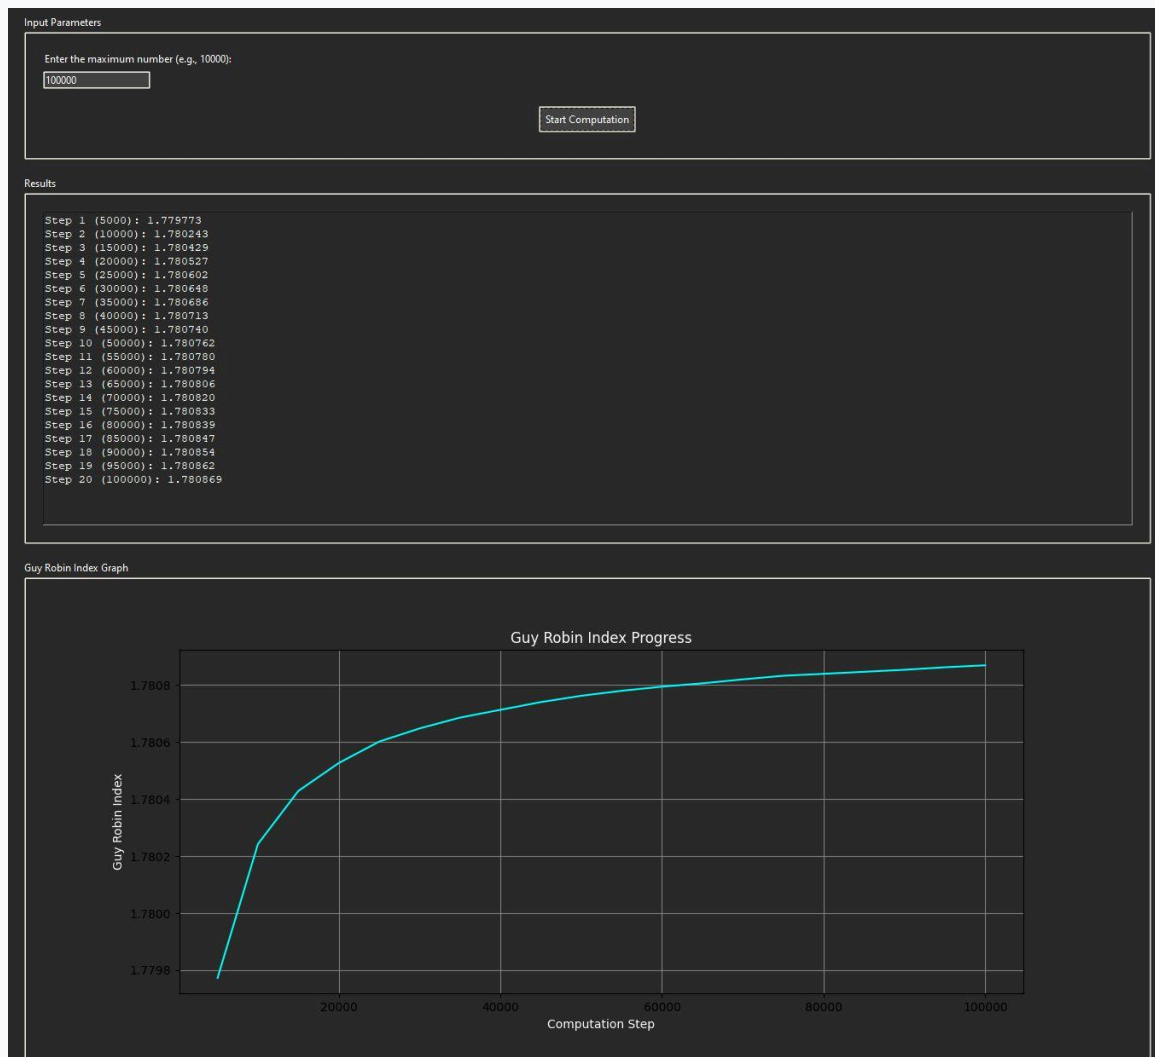 Input Parameters
Enter the maximum number (e.g., 10000):
100000
Start Computation
Results
Step 1 (5000): 1.779773
Step 2 (10000): 1.780243
Step 3 (15000): 1.780429
Step 4 (20000): 1.780527
Step 5 (25000): 1.780602
Step 6 (30000): 1.780648
Step 7 (35000): 1.780686
Step 8 (40000): 1.780713
Step 9 (45000): 1.780740
Step 10 (50000): 1.780762
Step 11 (55000): 1.780780
Step 12 (60000): 1.780794
Step 13 (65000): 1.780806
Step 14 (70000): 1.780820
Step 15 (75000): 1.780833
Step 16 (80000): 1.780839
Step 17 (85000): 1.780847
Step 18 (90000): 1.780854
Step 19 (95000): 1.780862
Step 20 (100000): 1.780869
Guy Robin Index Graph
Guy Robin Index Progress
Guy Robin Index
1.7808
1.7806
1.7804
1.7802
1.7800
1.7798
20000 40000 60000 80000 100000
Computation Step